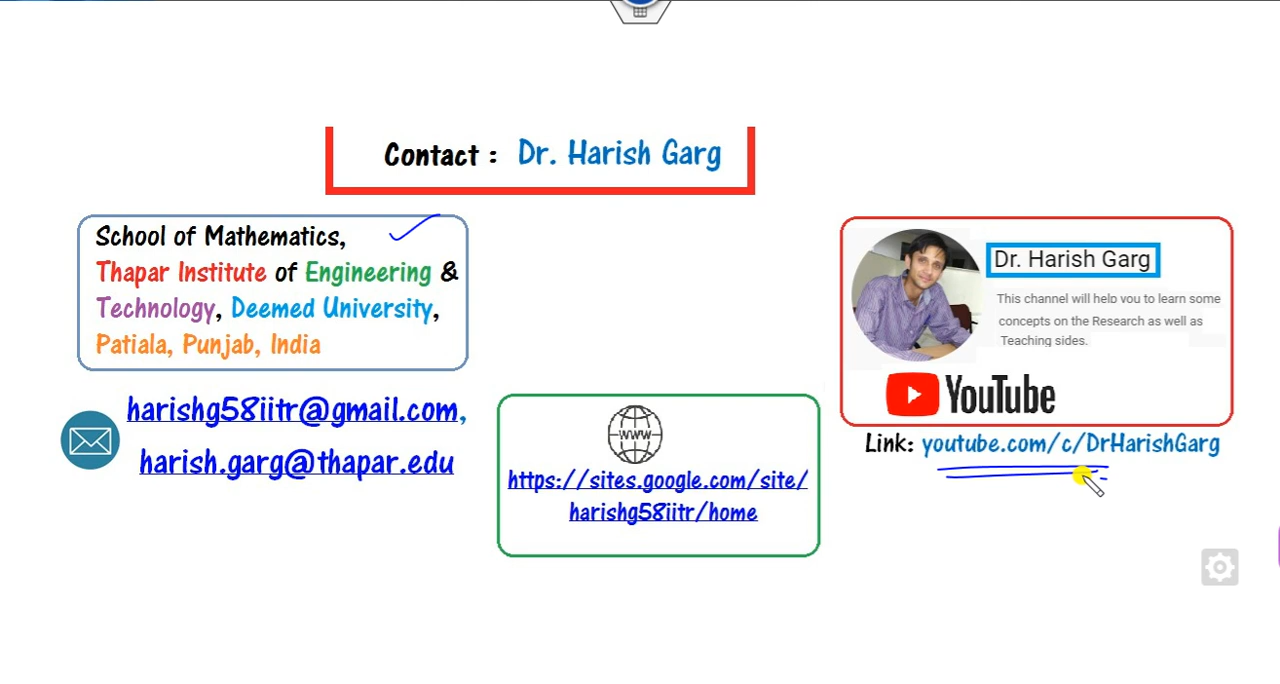 Contact : Dr. Harish Garg
School of Mathematics,
Thapar Institute of Engineering &
Technology, Deemed University,
Patiala, Punjab, India
harishg58iitr@gmail.com,
harish.garg@thapar.edu
WWW
https://sites.google.com/site/
harishg58iitr/home
Dr. Harish Garg
This channel will help you to learn some
concepts on the Research as well as
Teaching sides.
YouTube
Link: youtube.com/c/DrHarishGarg